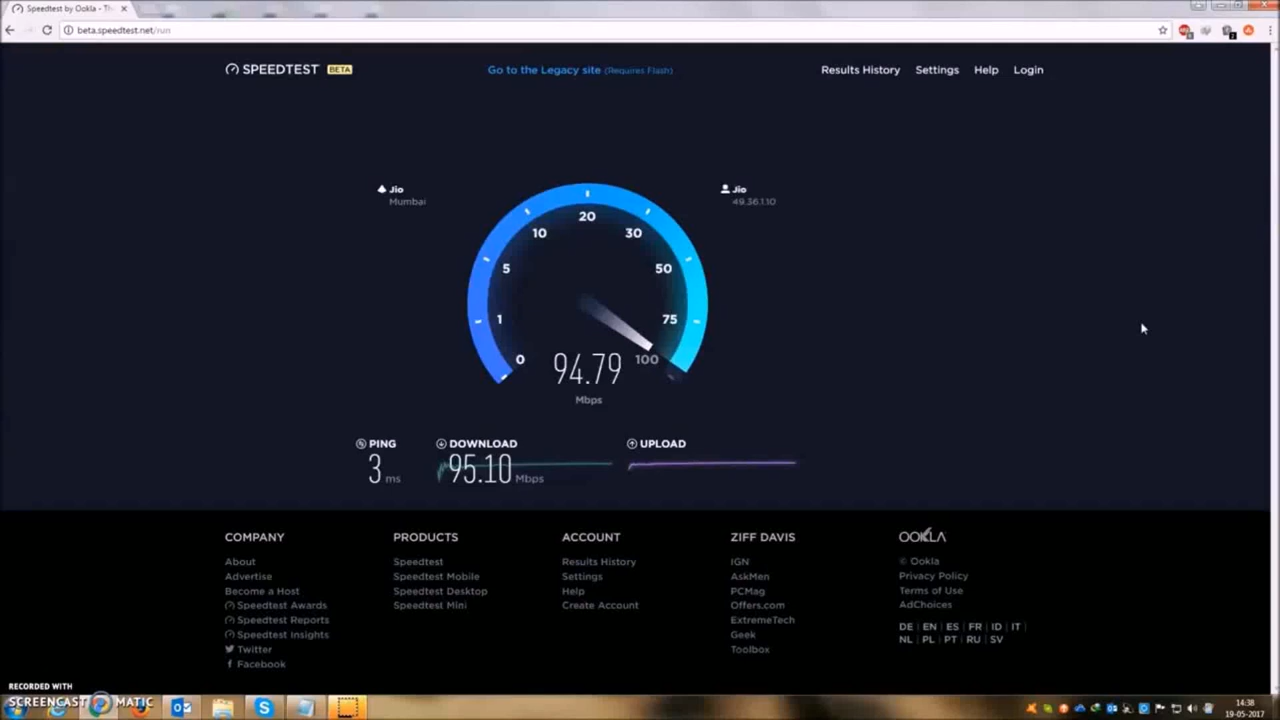 Speedtest by Ookla - Th
beta.speedtest.net/run
SPEEDTEST BETA
Go to the Legacy site (Requires Flash)
Results History Settings Help Login
Jio
Mumbai
Jio
49.36.1.10
0
1
5
10
20
30
50
75
100
94.79
Mbps
PING
3 ms
DOWNLOAD
95.10 Mbps
UPLOAD
COMPANY
About
Advertise
Become a Host
Speedtest Awards
Speedtest Reports
Speedtest Insights
Twitter
Facebook
PRODUCTS
Speedtest
Speedtest Mobile
Speedtest Desktop
Speedtest Mini
ACCOUNT
Results History
Settings
Help
Create Account
ZIFF DAVIS
IGN
AskMen
PCMag
Offers.com
ExtremeTech
Geek
Toolbox
OOKLA
© Ookla
Privacy Policy
Terms of Use
AdChoices
DE | EN | ES | FR | ID | IT |
NL | PL | PT | RU | SV
RECORDED WITH
SCREENCAST MATIC
14:38
19-05-2017